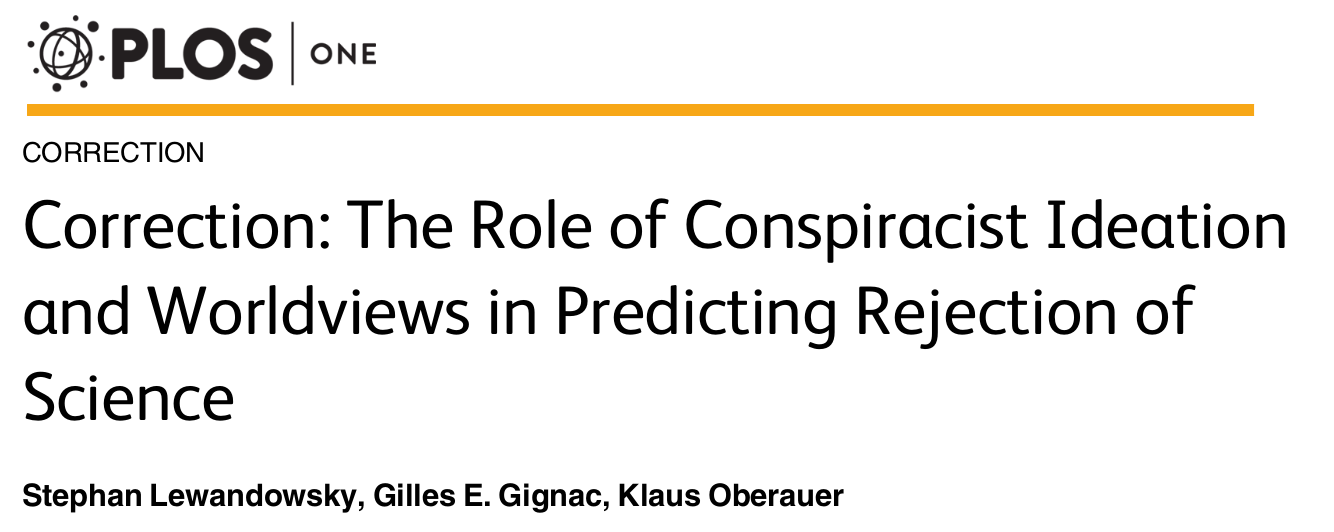 PLOS ONE
CORRECTION
Correction: The Role of Conspiracist Ideation
and Worldviews in Predicting Rejection of
Science
Stephan Lewandowsky, Gilles E. Gignac, Klaus Oberauer